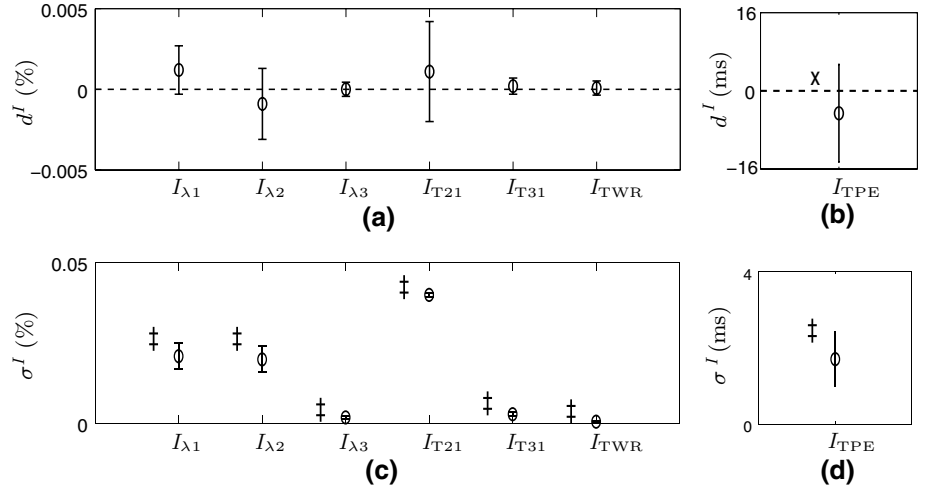 0.005
0
−0.005
d^I (%)
I_λ1 I_λ2 I_λ3 I_T21 I_T31 I_TWR
(a)
16
0
−16
d^I (ms)
x
I_TPE
(b)
0.05
0
σ^I (%)
‡ ‡ ‡ ‡ ‡ ‡
I_λ1 I_λ2 I_λ3 I_T21 I_T31 I_TWR
(c)
4
0
σ^I (ms)
‡
I_TPE
(d)